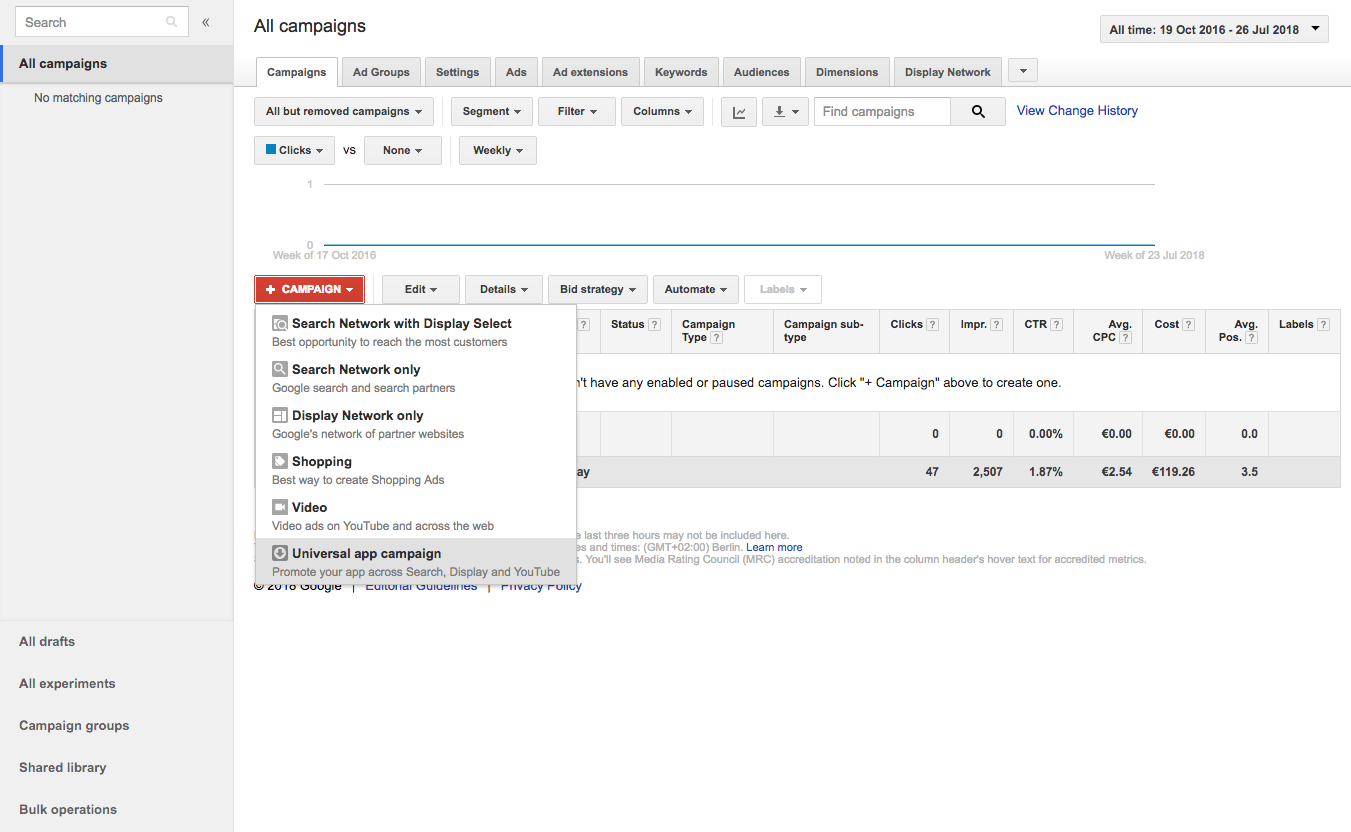 Search
«
All campaigns
No matching campaigns
All drafts
All experiments
Campaign groups
Shared library
Bulk operations
All campaigns
All time: 19 Oct 2016 - 26 Jul 2018
Campaigns Ad Groups Settings Ads Ad extensions Keywords Audiences Dimensions Display Network
All but removed campaigns Segment Filter Columns Find campaigns View Change History
Clicks vs None Weekly
1
0
Week of 17 Oct 2016 Week of 23 Jul 2018
+ CAMPAIGN Edit Details Bid strategy Automate Labels
Search Network with Display Select
Best opportunity to reach the most customers
Search Network only
Google search and search partners
Display Network only
Google's network of partner websites
Shopping
Best way to create Shopping Ads
Video
Video ads on YouTube and across the web
Universal app campaign
Promote your app across Search, Display and YouTube
? Status ? Campaign Type ? Campaign sub-type Clicks ? Impr. ? CTR ? Avg. CPC ? Cost ? Avg. Pos. ? Labels ?
have any enabled or paused campaigns. Click "+ Campaign" above to create one.
0 0 0.00% €0.00 €0.00 0.0
ay 47 2,507 1.87% €2.54 €119.26 3.5
last three hours may not be included here.
es and times: (GMT+02:00) Berlin. Learn more
. You'll see Media Rating Council (MRC) accreditation noted in the column header's hover text for accredited metrics.
© 2018 Google | Editorial Guidelines | Privacy Policy